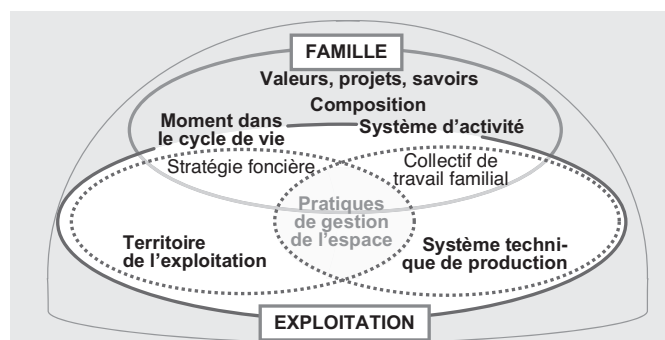 FAMILLE
Valeurs, projets, savoirs
Composition
Moment dans
le cycle de vie
Système d'activité
Stratégie foncière
Collectif de
travail familial
Pratiques
de gestion
de l'espace
Territoire
de l'exploitation
Système techni-
que de production
EXPLOITATION